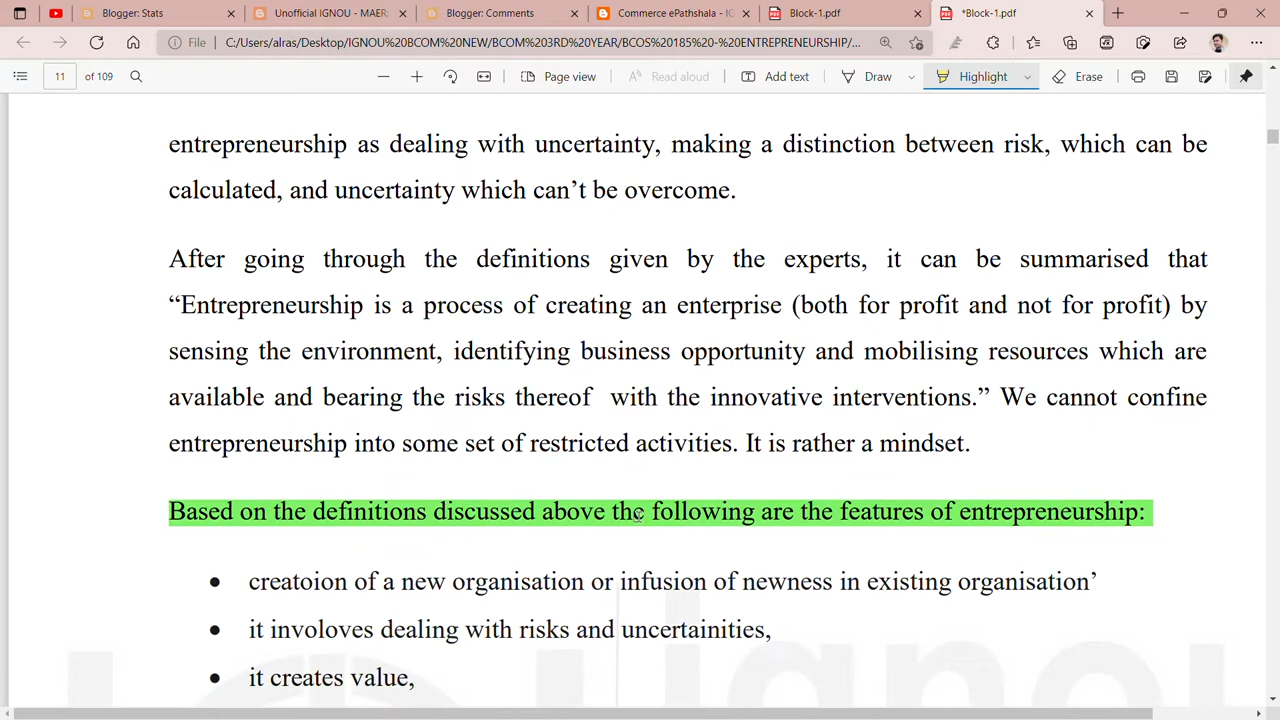 Blogger: Stats
Unofficial IGNOU - MAER
Blogger: Comments
Commerce ePathshala - IG
Block-1.pdf
*Block-1.pdf
File
C:/Users/alras/Desktop/IGNOU%20BCOM%20NEW/BCOM%203RD%20YEAR/BCOS%20185%20-%20ENTREPRENEURSHIP/...
11 of 109
Page view
Read aloud
Add text
Draw
Highlight
Erase
entrepreneurship as dealing with uncertainty, making a distinction between risk, which can be
calculated, and uncertainty which can’t be overcome.
After going through the definitions given by the experts, it can be summarised that
“Entrepreneurship is a process of creating an enterprise (both for profit and not for profit) by
sensing the environment, identifying business opportunity and mobilising resources which are
available and bearing the risks thereof with the innovative interventions.” We cannot confine
entrepreneurship into some set of restricted activities. It is rather a mindset.
Based on the definitions discussed above the following are the features of entrepreneurship:
• creatoion of a new organisation or infusion of newness in existing organisation’
• it involoves dealing with risks and uncertainities,
• it creates value,